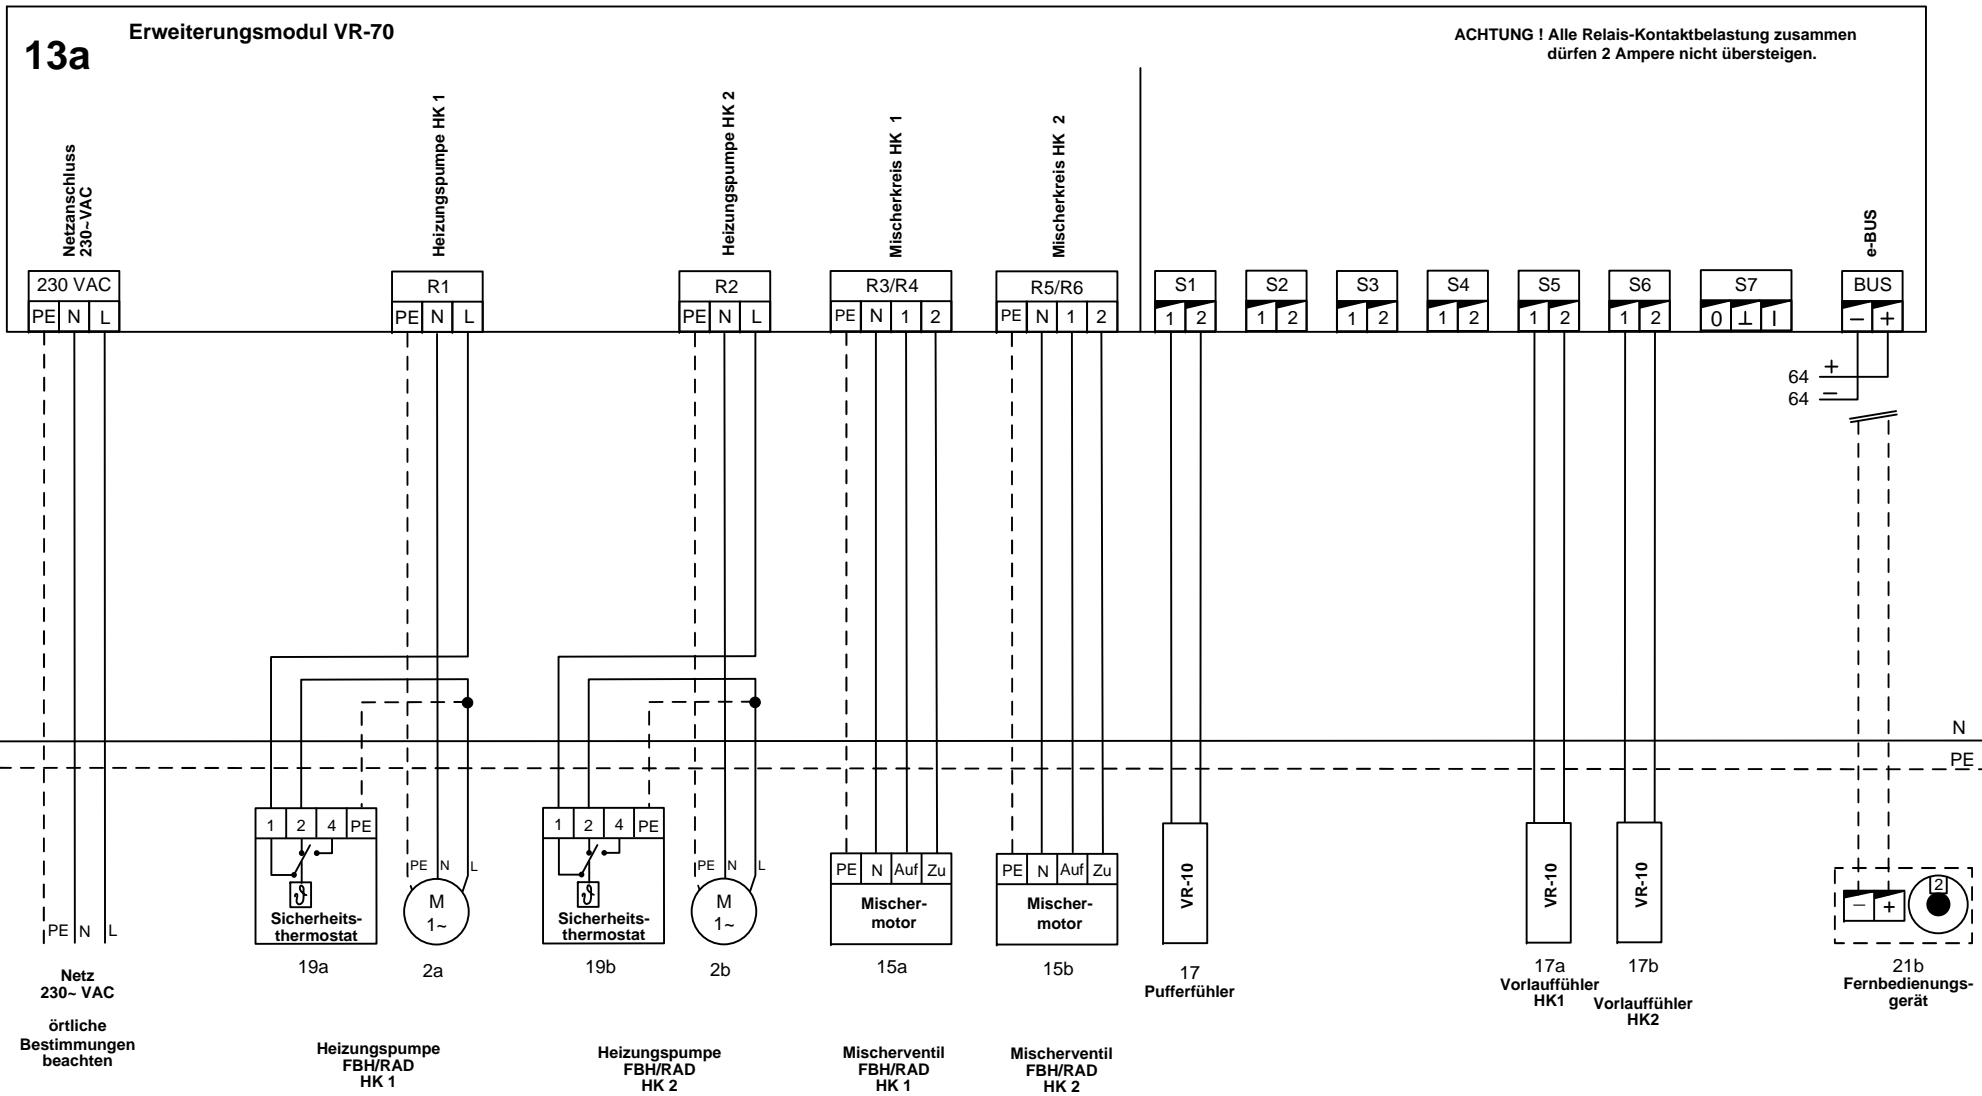 13a
Erweiterungsmodul VR-70
ACHTUNG ! Alle Relais-Kontaktbelastung zusammen
dürfen 2 Ampere nicht übersteigen.
Netzanschluss
230~VAC
Heizungspumpe HK 1
Heizungspumpe HK 2
Mischerkreis HK 1
Mischerkreis HK 2
e-BUS
230 VAC
R1
R2
R3/R4
R5/R6
S1
S2
S3
S4
S5
S6
S7
BUS
PE N L
PE N L
PE N L
PE N 1 2
PE N 1 2
1 2
1 2
1 2
1 2
1 2
1 2
0 ⊥ I
− +
64 +
64 −
N
PE
1 2 4 PE
ϑ
Sicherheits-
thermostat
19a
PE N L
M
1~
2a
1 2 4 PE
ϑ
Sicherheits-
thermostat
19b
PE N L
M
1~
2b
PE N Auf Zu
Mischer-
motor
15a
PE N Auf Zu
Mischer-
motor
15b
VR-10
17
Pufferfühler
VR-10
17a
Vorlauffühler
HK1
VR-10
17b
Vorlauffühler
HK2
− +
2
21b
Fernbedienungs-
gerät
PE N L
Netz
230~ VAC
örtliche
Bestimmungen
beachten
Heizungspumpe
FBH/RAD
HK 1
Heizungspumpe
FBH/RAD
HK 2
Mischerventil
FBH/RAD
HK 1
Mischerventil
FBH/RAD
HK 2